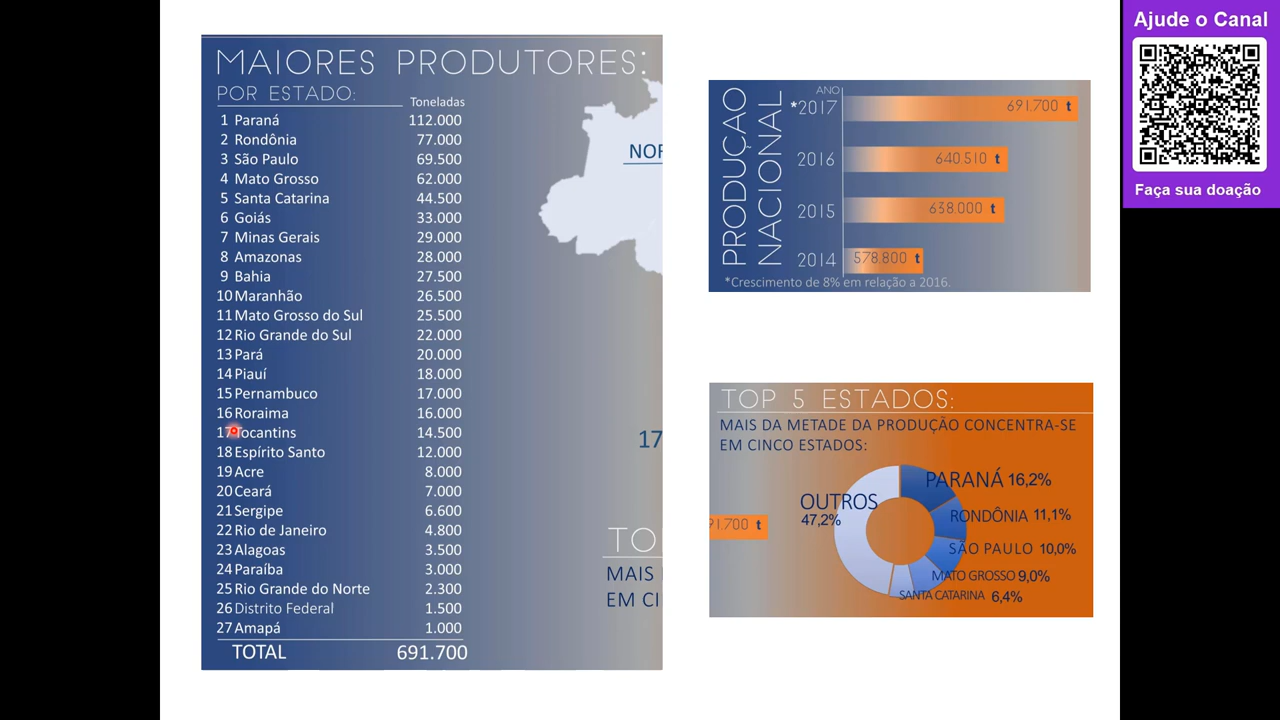 MAIORES PRODUTORES:
POR ESTADO:
Toneladas
1 Paraná 112.000
2 Rondônia 77.000
3 São Paulo 69.500
4 Mato Grosso 62.000
5 Santa Catarina 44.500
6 Goiás 33.000
7 Minas Gerais 29.000
8 Amazonas 28.000
9 Bahia 27.500
10 Maranhão 26.500
11 Mato Grosso do Sul 25.500
12 Rio Grande do Sul 22.000
13 Pará 20.000
14 Piauí 18.000
15 Pernambuco 17.000
16 Roraima 16.000
17 Tocantins 14.500
18 Espírito Santo 12.000
19 Acre 8.000
20 Ceará 7.000
21 Sergipe 6.600
22 Rio de Janeiro 4.800
23 Alagoas 3.500
24 Paraíba 3.000
25 Rio Grande do Norte 2.300
26 Distrito Federal 1.500
27 Amapá 1.000
TOTAL 691.700
NOR
17
TO
MAIS
EM CI
PRODUÇÃO
NACIONAL
ANO
*2017 691.700 t
2016 640.510 t
2015 638.000 t
2014 578.800 t
*Crescimento de 8% em relação a 2016.
TOP 5 ESTADOS:
MAIS DA METADE DA PRODUÇÃO CONCENTRA-SE
EM CINCO ESTADOS:
PARANÁ 16,2%
OUTROS
47,2%
RONDÔNIA 11,1%
91.700 t
SÃO PAULO 10,0%
MATO GROSSO 9,0%
SANTA CATARINA 6,4%
Ajude o Canal
Faça sua doação